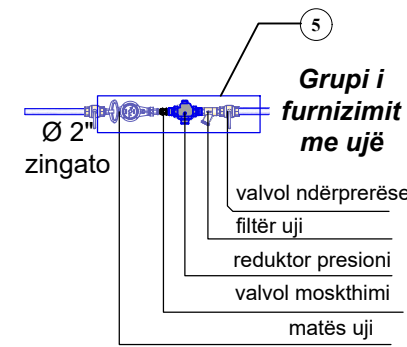 5
Grupi i
furnizimit
me ujë
Ø 2"
zingato
valvol ndërprerëse
filtër uji
reduktor presioni
valvol moskthimi
matës uji